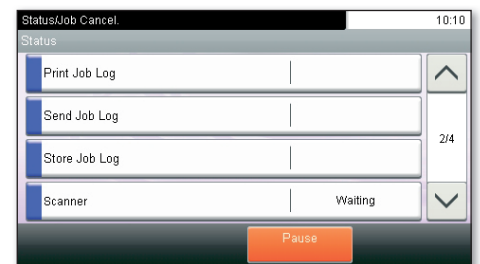 Status/Job Cancel. 10:10
Status
Print Job Log
Send Job Log
2/4
Store Job Log
Scanner Waiting
Pause